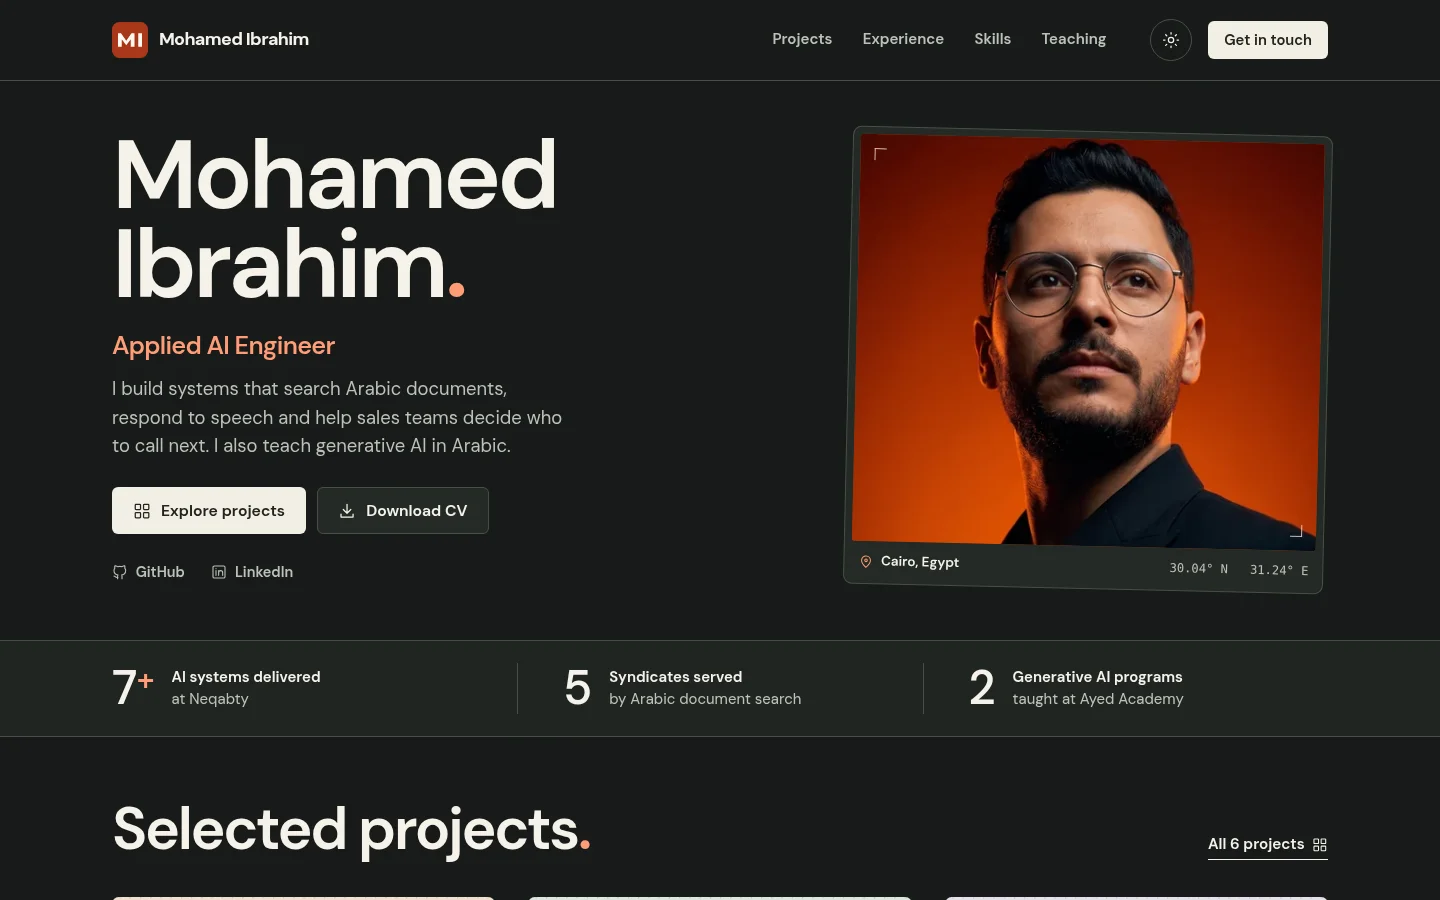 MI Mohamed Ibrahim
Projects Experience Skills Teaching Get in touch
Mohamed
Ibrahim.
Applied AI Engineer
I build systems that search Arabic documents,
respond to speech and help sales teams decide who
to call next. I also teach generative AI in Arabic.
Explore projects Download CV
GitHub LinkedIn
Cairo, Egypt 30.04° N 31.24° E
7+ AI systems delivered
at Neqabty
5 Syndicates served
by Arabic document search
2 Generative AI programs
taught at Ayed Academy
Selected projects.
All 6 projects